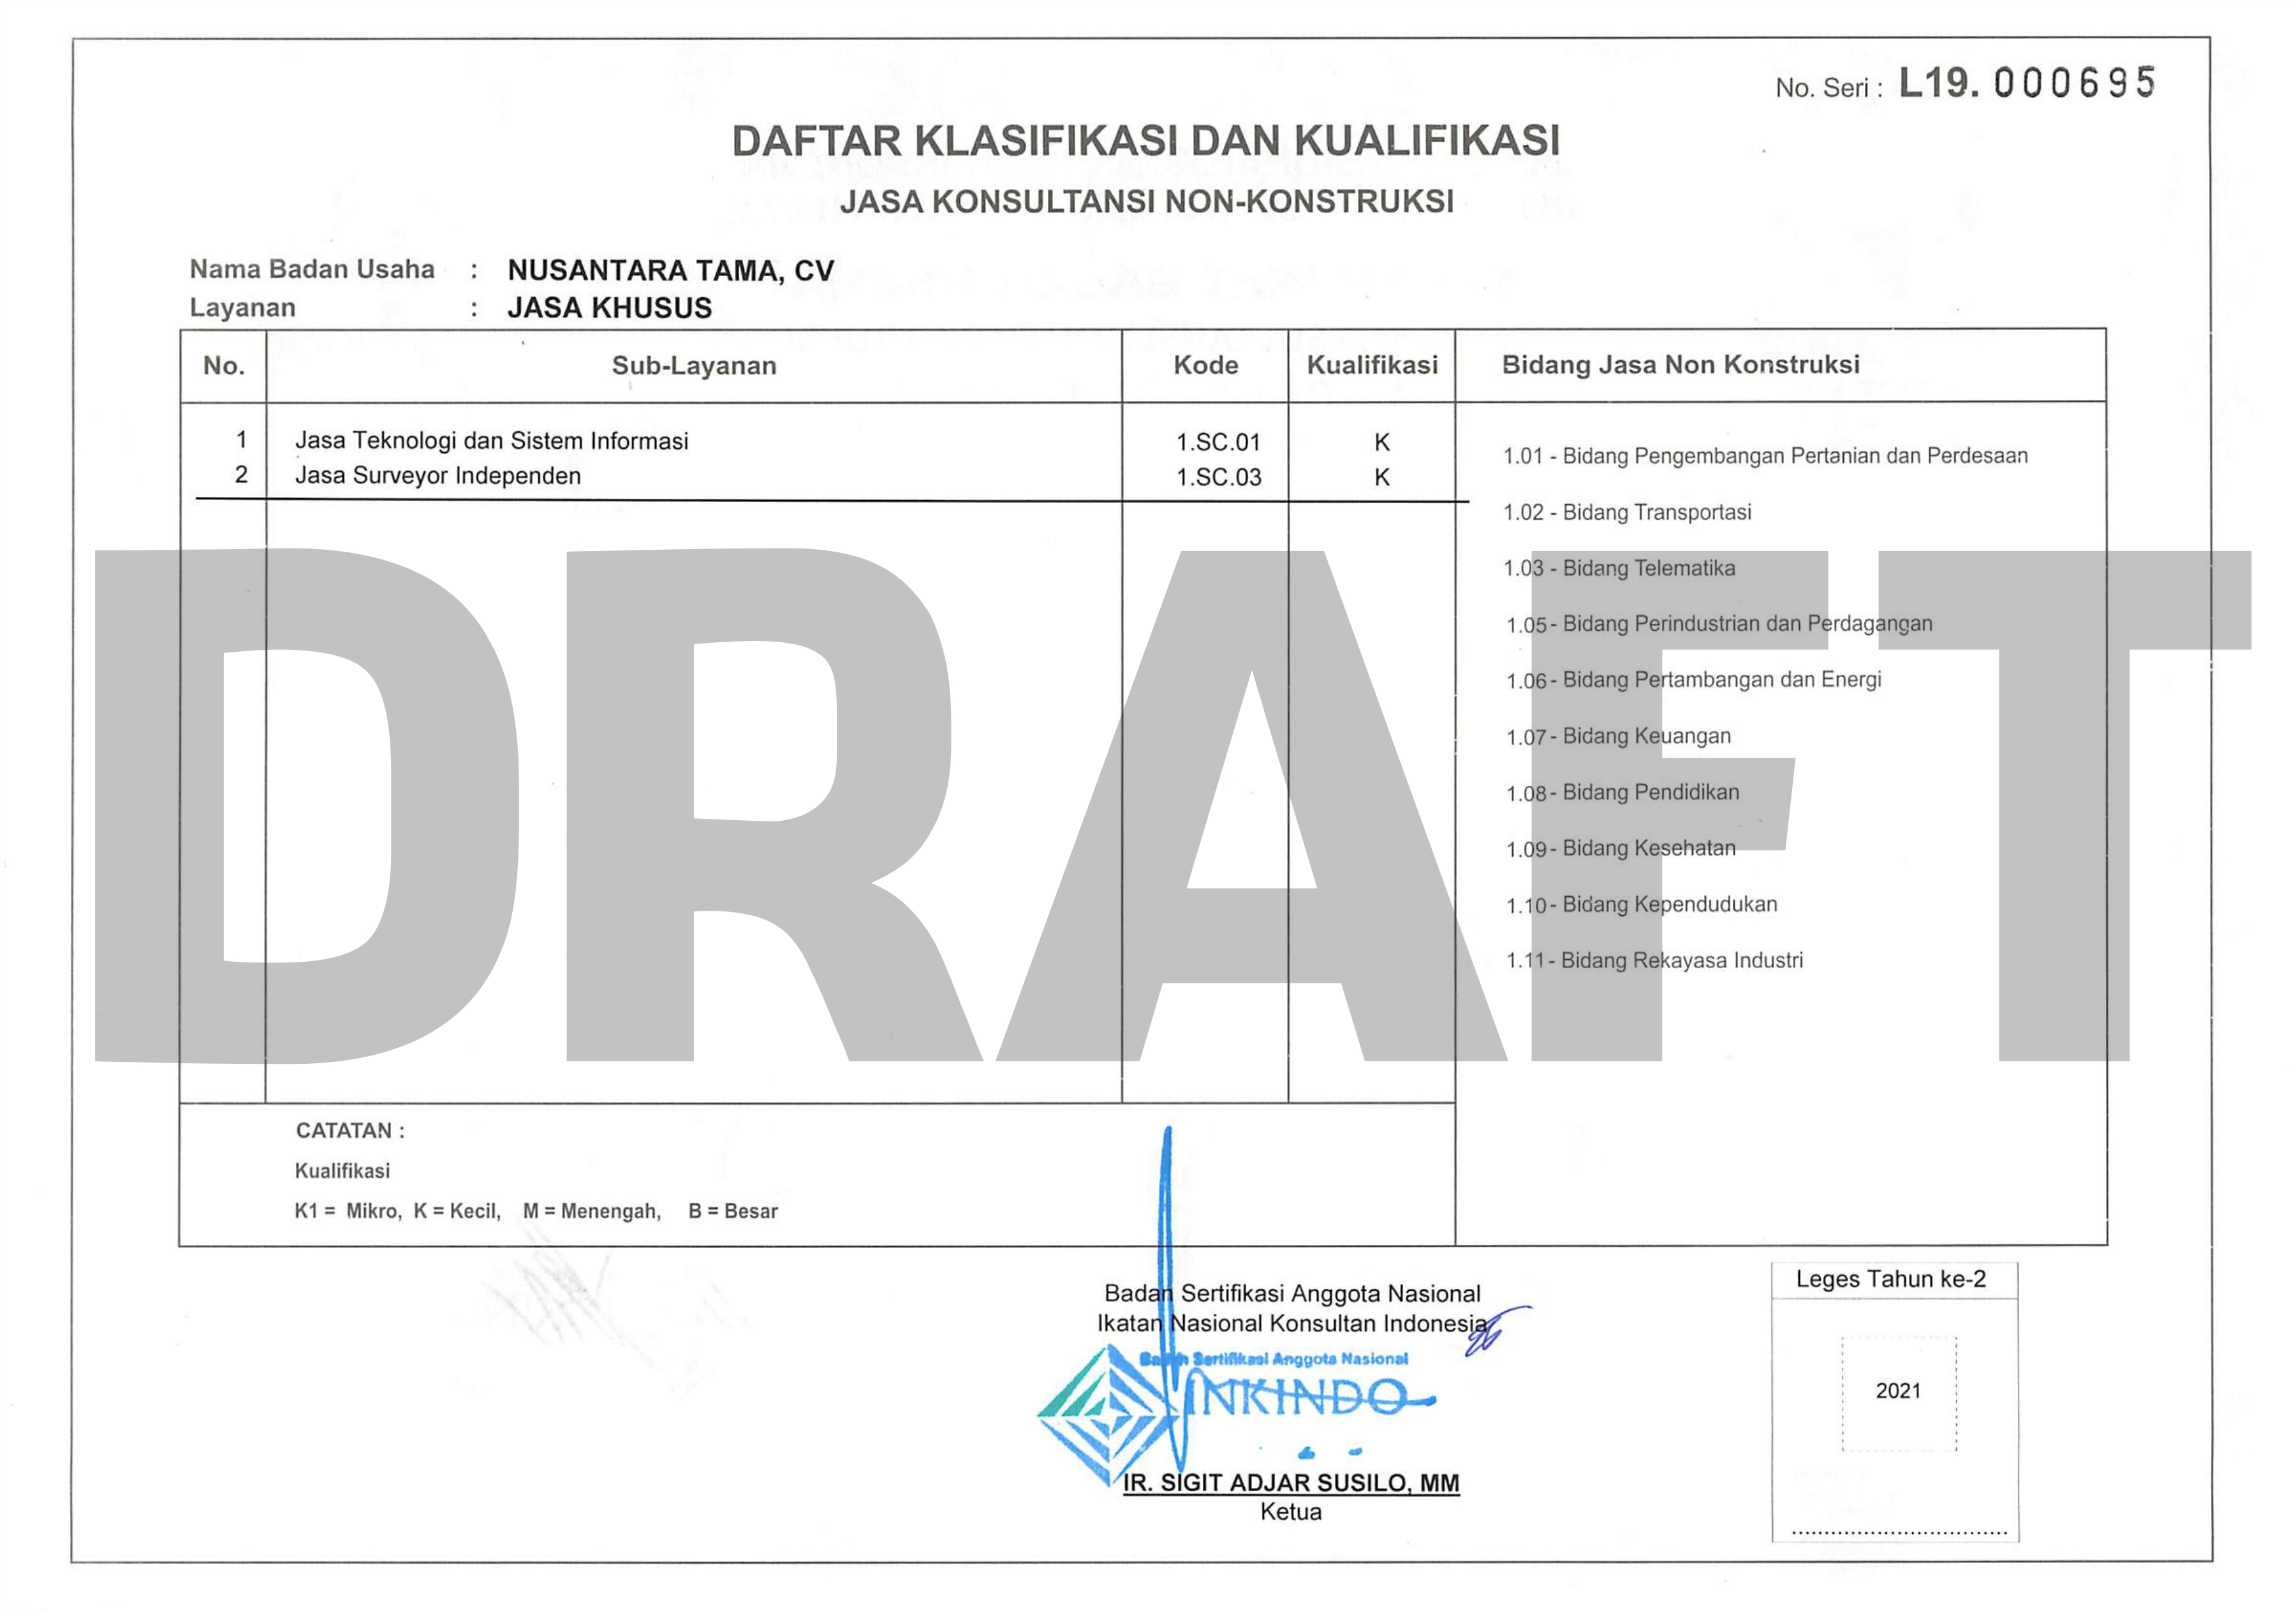 No. Seri : L19. 000695
DAFTAR KLASIFIKASI DAN KUALIFIKASI
JASA KONSULTANSI NON-KONSTRUKSI
Nama Badan Usaha : NUSANTARA TAMA, CV
Layanan : JASA KHUSUS
No. Sub-Layanan Kode Kualifikasi Bidang Jasa Non Konstruksi
1 Jasa Teknologi dan Sistem Informasi 1.SC.01 K
2 Jasa Surveyor Independen 1.SC.03 K
1.01 - Bidang Pengembangan Pertanian dan Perdesaan
1.02 - Bidang Transportasi
1.03 - Bidang Telematika
1.05- Bidang Perindustrian dan Perdagangan
1.06- Bidang Pertambangan dan Energi
1.07- Bidang Keuangan
1.08- Bidang Pendidikan
1.09- Bidang Kesehatan
1.10- Bidang Kependudukan
1.11- Bidang Rekayasa Industri
DRAFT
CATATAN :
Kualifikasi
K1 = Mikro, K = Kecil, M = Menengah, B = Besar
Badan Sertifikasi Anggota Nasional
Ikatan Nasional Konsultan Indonesia
Badan Sertifikasi Anggota Nasional
INKINDO
IR. SIGIT ADJAR SUSILO, MM
Ketua
Leges Tahun ke-2
2021